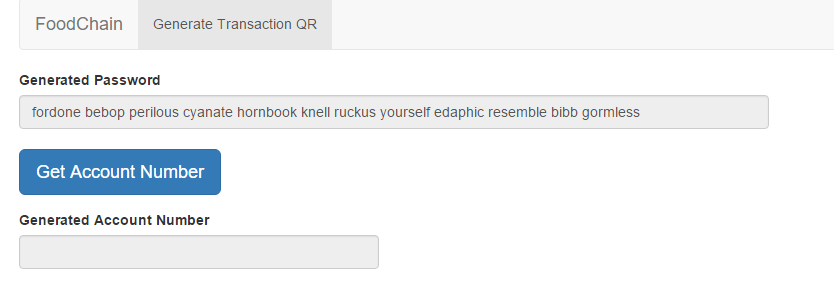 FoodChain Generate Transaction QR
Generated Password
fordone bebop perilous cyanate hornbook knell ruckus yourself edaphic resemble bibb gormless
Get Account Number
Generated Account Number